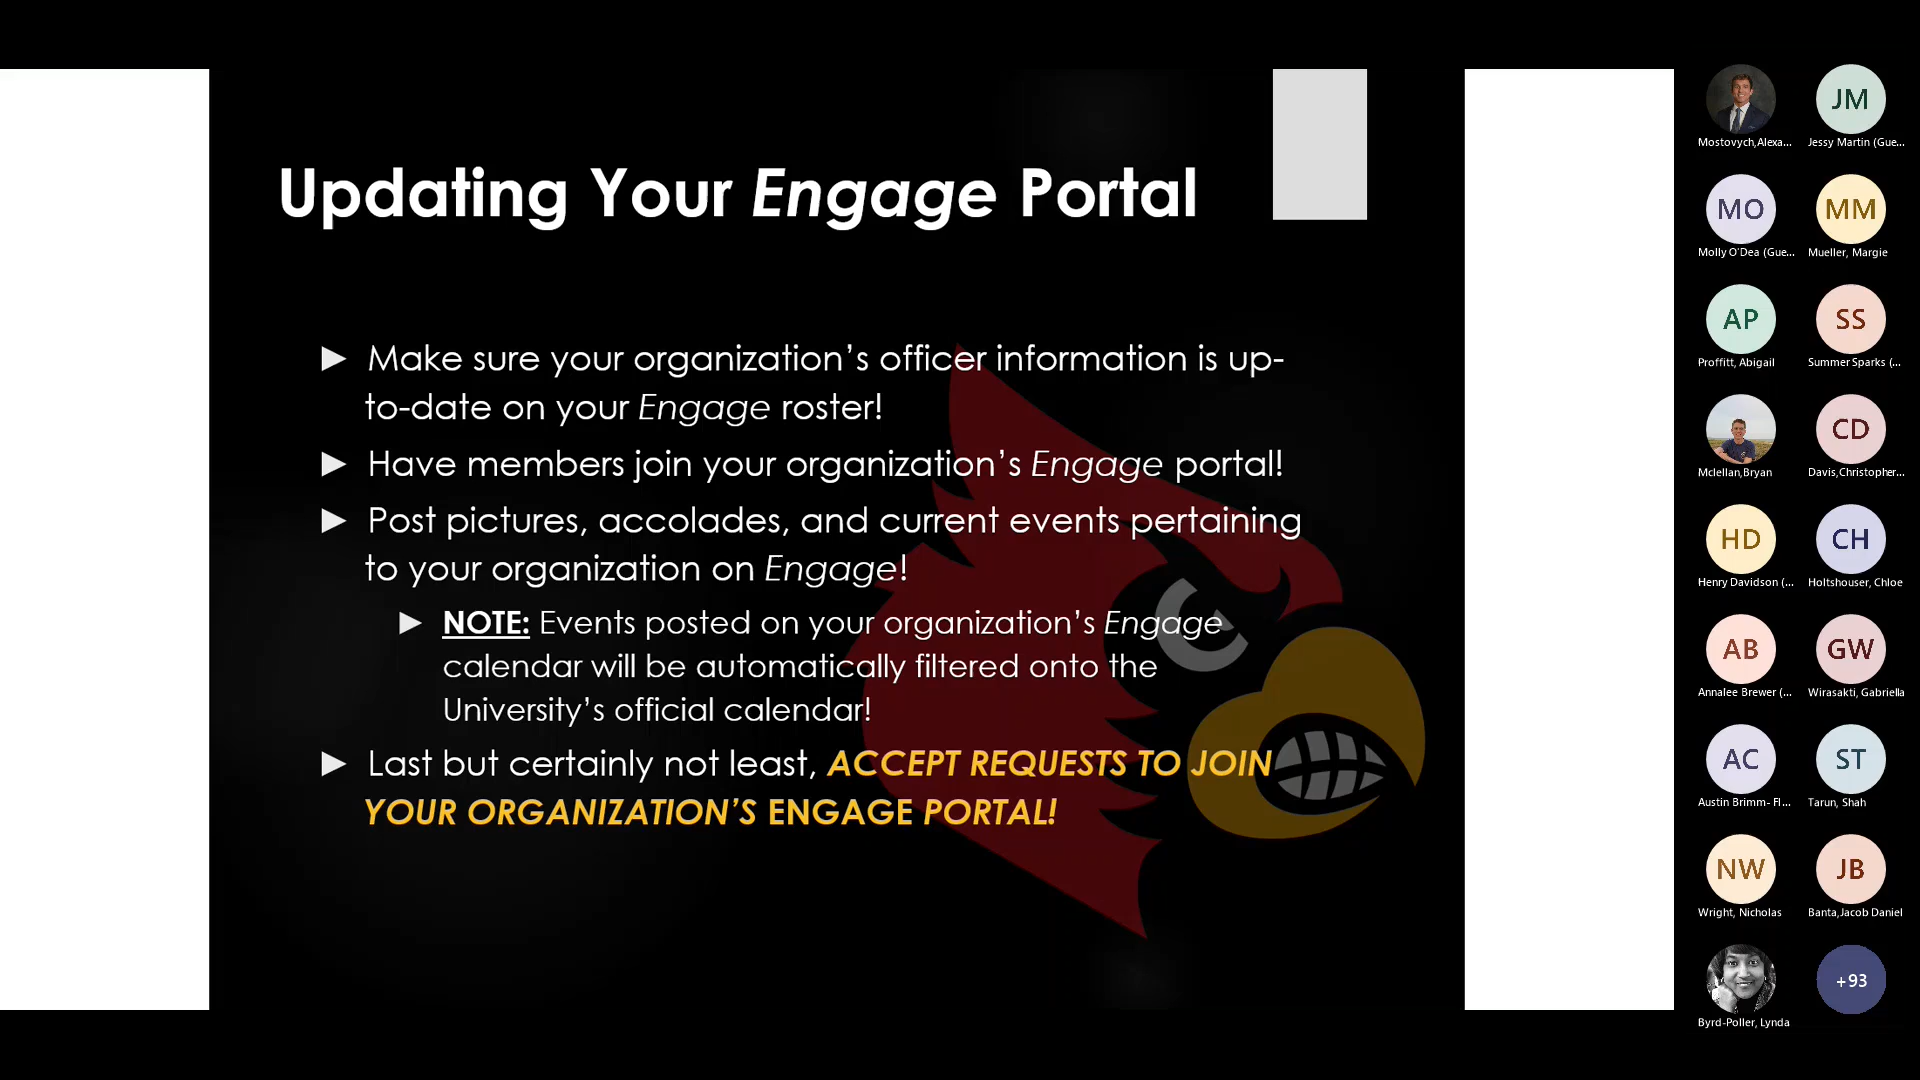 Updating Your Engage Portal
► Make sure your organization’s officer information is up-
to-date on your Engage roster!
► Have members join your organization’s Engage portal!
► Post pictures, accolades, and current events pertaining
to your organization on Engage!
► NOTE: Events posted on your organization’s Engage
calendar will be automatically filtered onto the
University’s official calendar!
► Last but certainly not least, ACCEPT REQUESTS TO JOIN
YOUR ORGANIZATION’S ENGAGE PORTAL!
JM
Mostovych,Alexa... Jessy Martin (Gue...
MO MM
Molly O'Dea (Gue... Mueller, Margie
AP SS
Proffitt, Abigail Summer Sparks (...
CD
Mclellan,Bryan Davis,Christopher...
HD CH
Henry Davidson (... Holtshouser, Chloe
AB GW
Annalee Brewer (... Wirasakti, Gabriella
AC ST
Austin Brimm- Fl... Tarun, Shah
NW JB
Wright, Nicholas Banta,Jacob Daniel
+93
Byrd-Poller, Lynda